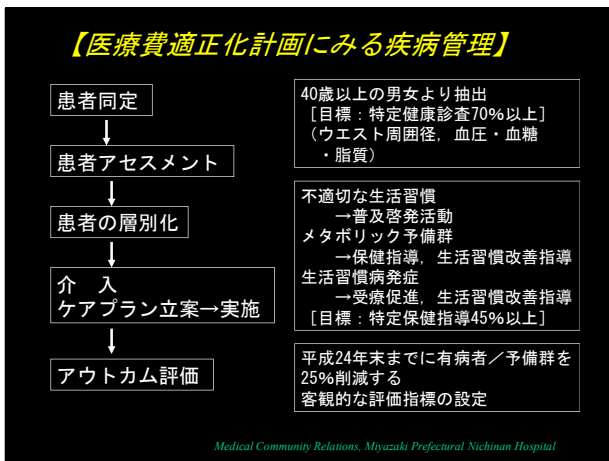 【医療費適正化計画にみる疾病管理】
患者同定
患者アセスメント
患者の層別化
介　入
ケアプラン立案→実施
アウトカム評価
40歳以上の男女より抽出
［目標：特定健康診査70%以上］
（ウエスト周囲径，血圧・血糖
・脂質）
不適切な生活習慣
→普及啓発活動
メタボリック予備群
→保健指導，生活習慣改善指導
生活習慣病発症
→受療促進，生活習慣改善指導
［目標：特定保健指導45%以上］
平成24年末までに有病者／予備群を
25%削減する
客観的な評価指標の設定
Medical Community Relations, Miyazaki Prefectural Nichinan Hospital